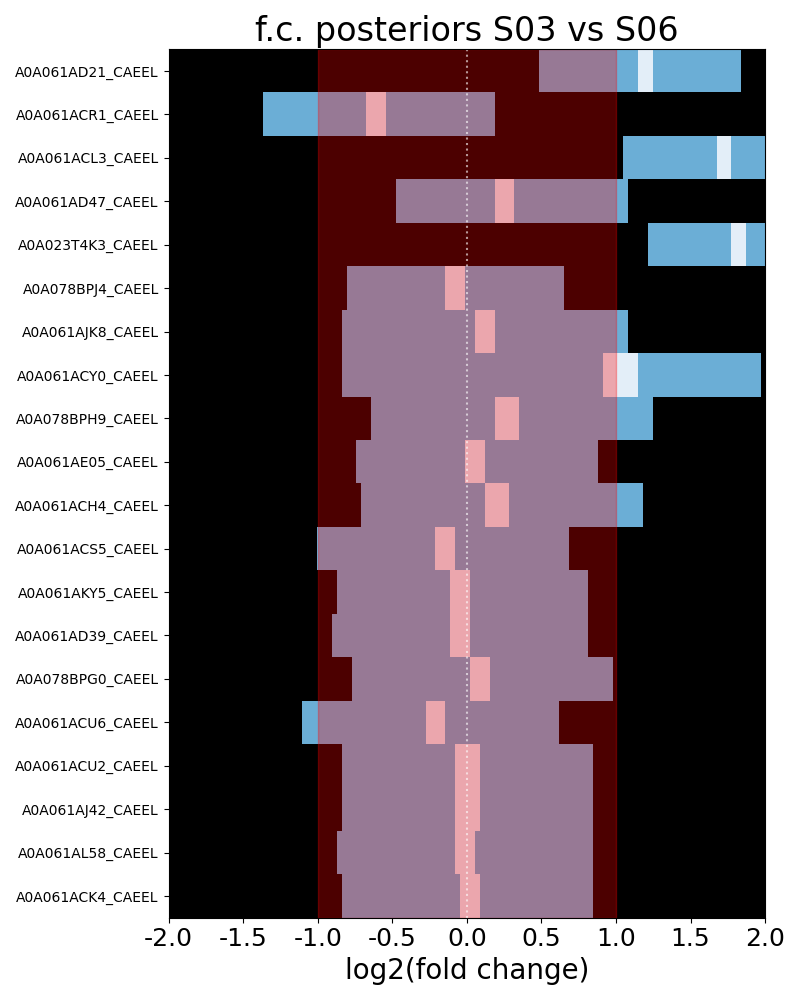 f.c. posteriors S03 vs S06
A0A061AD21_CAEEL
A0A061ACR1_CAEEL
A0A061ACL3_CAEEL
A0A061AD47_CAEEL
A0A023T4K3_CAEEL
A0A078BPJ4_CAEEL
A0A061AJK8_CAEEL
A0A061ACY0_CAEEL
A0A078BPH9_CAEEL
A0A061AE05_CAEEL
A0A061ACH4_CAEEL
A0A061ACS5_CAEEL
A0A061AKY5_CAEEL
A0A061AD39_CAEEL
A0A078BPG0_CAEEL
A0A061ACU6_CAEEL
A0A061ACU2_CAEEL
A0A061AJ42_CAEEL
A0A061AL58_CAEEL
A0A061ACK4_CAEEL
-2.0 -1.5 -1.0 -0.5 0.0 0.5 1.0 1.5 2.0
log2(fold change)